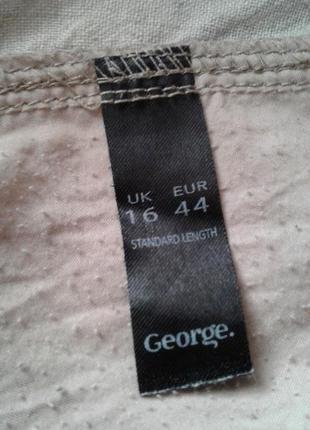 UK EUR
16 44
STANDARD LENGTH
George.